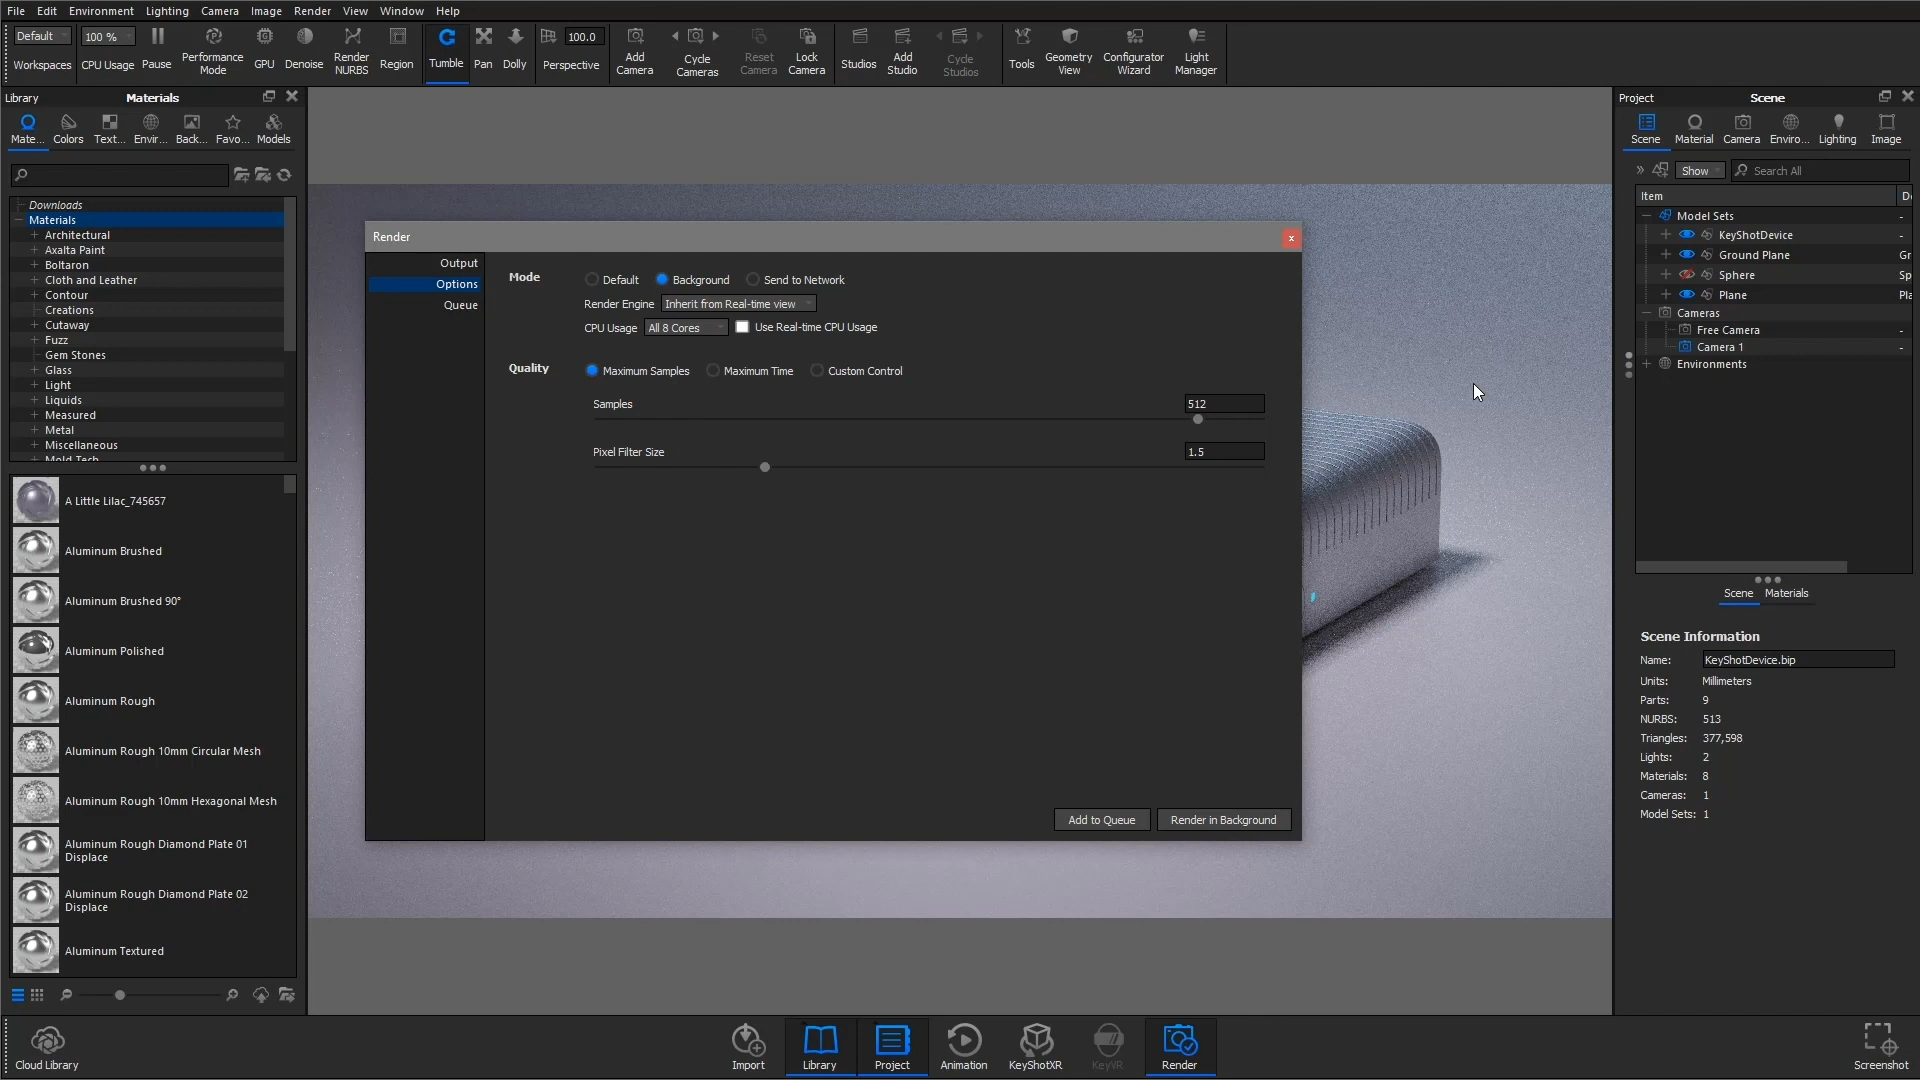 File Edit Environment Lighting Camera Image Render View Window Help
Default 100 % 100.0
Workspaces CPU Usage Pause Performance Mode GPU Denoise Render NURBS Region Tumble Pan Dolly Perspective Add Camera Cycle Cameras Reset Camera Lock Camera Studios Add Studio Cycle Studios Tools Geometry View Configurator Wizard Light Manager
Library Materials
Mate... Colors Text... Envir... Back... Favo... Models
Downloads
Materials
Architectural
Axalta Paint
Boltaron
Cloth and Leather
Contour
Creations
Cutaway
Fuzz
Gem Stones
Glass
Light
Liquids
Measured
Metal
Miscellaneous
Mold Tech
A Little Lilac_745657
Aluminum Brushed
Aluminum Brushed 90°
Aluminum Polished
Aluminum Rough
Aluminum Rough 10mm Circular Mesh
Aluminum Rough 10mm Hexagonal Mesh
Aluminum Rough Diamond Plate 01
Displace
Aluminum Rough Diamond Plate 02
Displace
Aluminum Textured
Render x
Output
Options
Queue
Mode Default Background Send to Network
Render Engine Inherit from Real-time view
CPU Usage All 8 Cores Use Real-time CPU Usage
Quality Maximum Samples Maximum Time Custom Control
Samples 512
Pixel Filter Size 1.5
Add to Queue Render in Background
Project Scene
Scene Material Camera Enviro... Lighting Image
Show Search All
Item
Model Sets -
KeyShotDevice -
Ground Plane Gr
Sphere Sp
Plane Pla
Cameras
Free Camera -
Camera 1 -
Environments
Scene Materials
Scene Information
Name: KeyShotDevice.bip
Units: Millimeters
Parts: 9
NURBS: 513
Triangles: 377,598
Lights: 2
Materials: 8
Cameras: 1
Model Sets: 1
Cloud Library Import Library Project Animation KeyShotXR KeyVR Render Screenshot